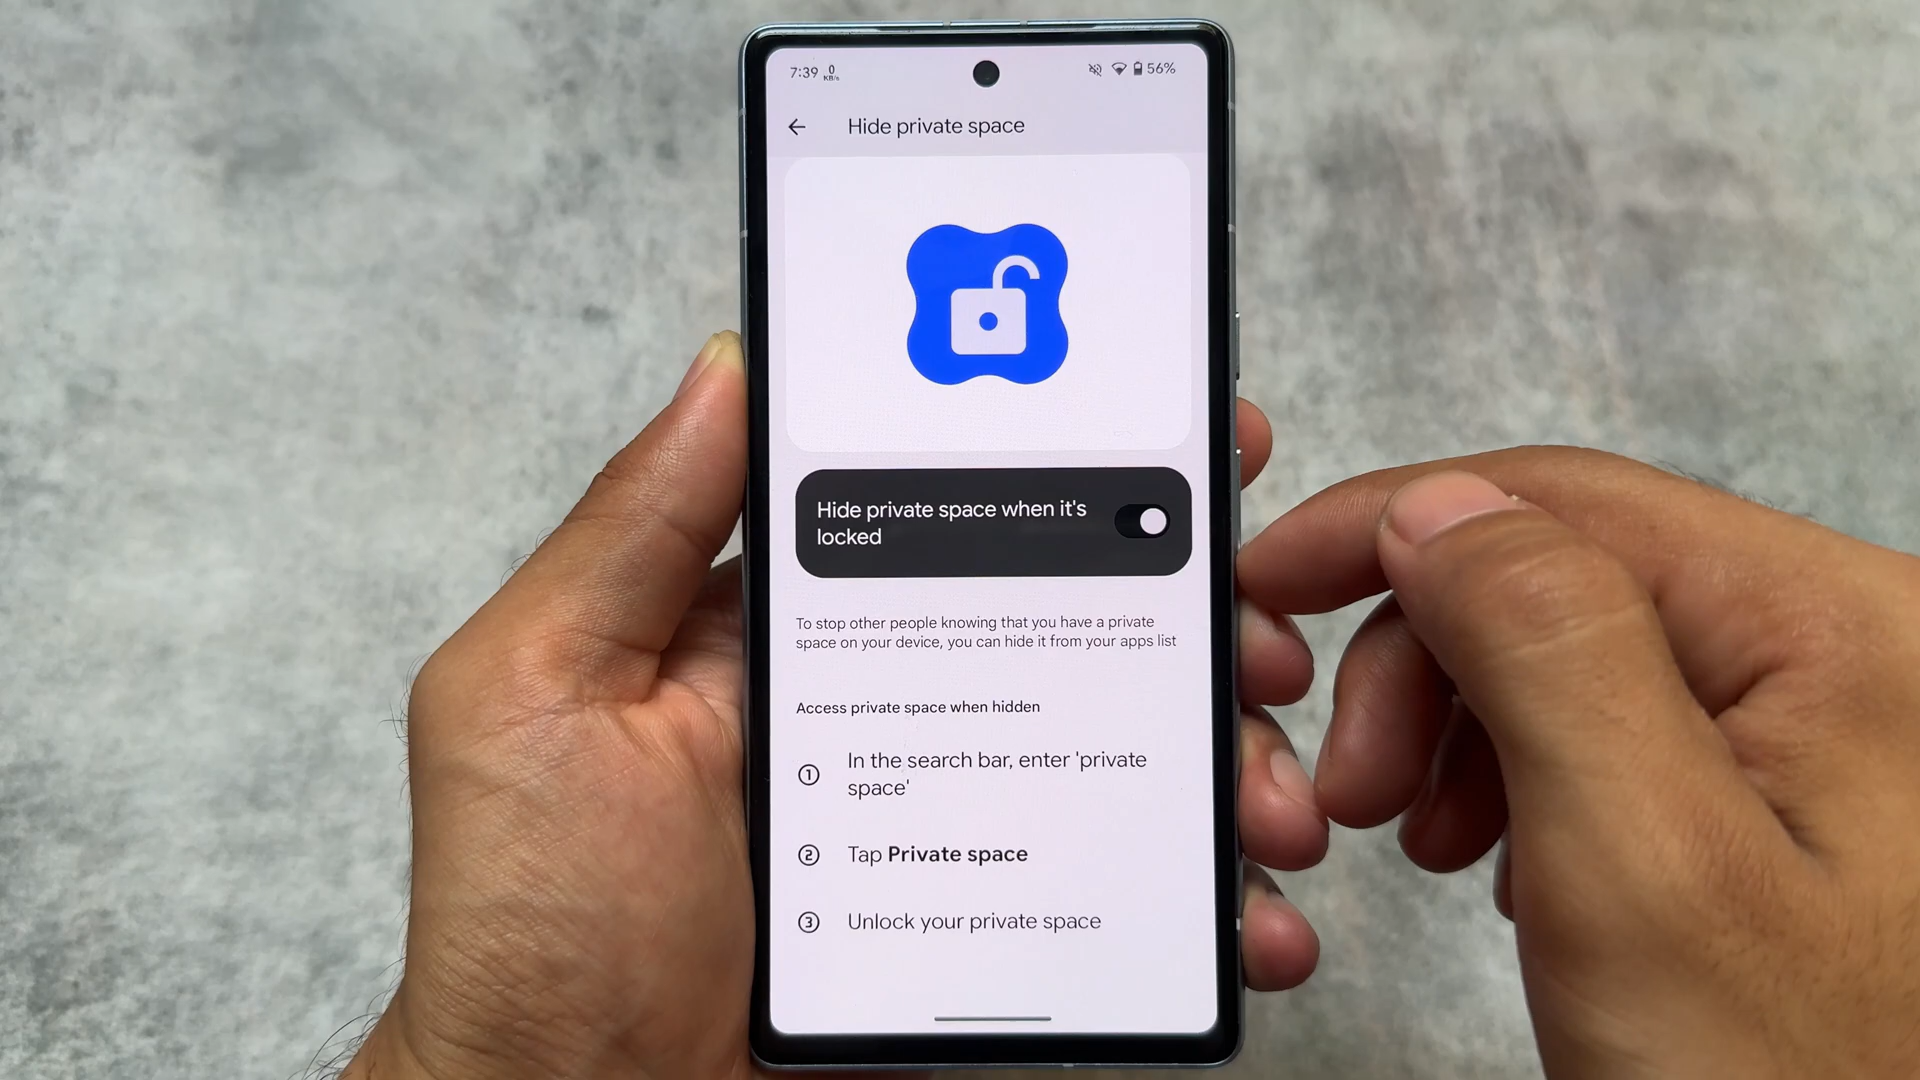 7:39 0 KB/s 56%
Hide private space
Hide private space when it's
locked
To stop other people knowing that you have a private
space on your device, you can hide it from your apps list
Access private space when hidden
1 In the search bar, enter 'private
space'
2 Tap Private space
3 Unlock your private space